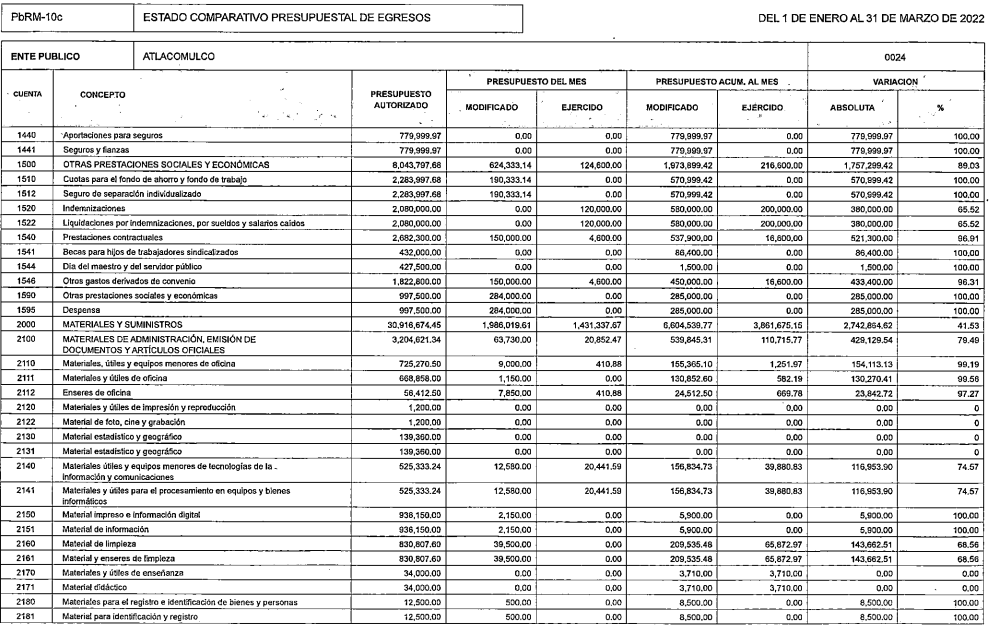 PbRM-10c ESTADO COMPARATIVO PRESUPUESTAL DE EGRESOS DEL 1 DE ENERO AL 31 DE MARZO DE 2022
ENTE PUBLICO ATLACOMULCO 0024
CUENTA CONCEPTO PRESUPUESTO AUTORIZADO PRESUPUESTO DEL MES PRESUPUESTO ACUM. AL MES VARIACION
MODIFICADO EJERCIDO MODIFICADO EJERCIDO ABSOLUTA %
1440 Aportaciones para seguros 779,999.97 0.00 0.00 779,999.97 0.00 779,999.97 100.00
1441 Seguros y fianzas 779,999.97 0.00 0.00 779,999.97 0.00 779,999.97 100.00
1500 OTRAS PRESTACIONES SOCIALES Y ECONÓMICAS 8,043,797.68 624,333.14 124,600.00 1,973,899.42 216,600.00 1,757,299.42 89.03
1510 Cuotas para el fondo de ahorro y fondo de trabajo 2,283,997.68 190,333.14 0.00 570,999.42 0.00 570,999.42 100.00
1512 Seguro de separación individualizado 2,283,997.68 190,333.14 0.00 570,999.42 0.00 570,999.42 100.00
1520 Indemnizaciones 2,080,000.00 0.00 120,000.00 580,000.00 200,000.00 380,000.00 65.52
1522 Liquidaciones por indemnizaciones, por sueldos y salarios caídos 2,080,000.00 0.00 120,000.00 580,000.00 200,000.00 380,000.00 65.52
1540 Prestaciones contractuales 2,682,300.00 150,000.00 4,600.00 537,900.00 16,600.00 521,300.00 96.91
1541 Becas para hijos de trabajadores sindicalizados 432,000.00 0.00 0.00 86,400.00 0.00 86,400.00 100.00
1544 Día del maestro y del servidor público 427,500.00 0.00 0.00 1,500.00 0.00 1,500.00 100.00
1546 Otros gastos derivados de convenio 1,822,800.00 150,000.00 4,600.00 450,000.00 16,600.00 433,400.00 96.31
1590 Otras prestaciones sociales y económicas 997,500.00 284,000.00 0.00 285,000.00 0.00 285,000.00 100.00
1595 Despensa 997,500.00 284,000.00 0.00 285,000.00 0.00 285,000.00 100.00
2000 MATERIALES Y SUMINISTROS 30,916,674.45 1,986,019.61 1,431,337.67 6,604,539.77 3,861,675.15 2,742,864.62 41.53
2100 MATERIALES DE ADMINISTRACIÓN, EMISIÓN DE 3,204,621.34 63,730.00 20,852.47 539,845.31 110,715.77 429,129.54 79.49
DOCUMENTOS Y ARTÍCULOS OFICIALES
2110 Materiales, útiles y equipos menores de oficina 725,270.50 9,000.00 410.88 155,365.10 1,251.97 154,113.13 99.19
2111 Materiales y útiles de oficina 668,858.00 1,150.00 0.00 130,852.60 582.19 130,270.41 99.56
2112 Enseres de oficina 56,412.50 7,850.00 410.88 24,512.50 669.78 23,842.72 97.27
2120 Materiales y útiles de impresión y reproducción 1,200.00 0.00 0.00 0.00 0.00 0.00 0
2122 Material de foto, cine y grabación 1,200.00 0.00 0.00 0.00 0.00 0.00 0
2130 Material estadístico y geográfico 139,360.00 0.00 0.00 0.00 0.00 0.00 0
2131 Material estadístico y geográfico 139,360.00 0.00 0.00 0.00 0.00 0.00 0
2140 Materiales útiles y equipos menores de tecnologías de la 525,333.24 12,580.00 20,441.59 156,834.73 39,880.83 116,953.90 74.57
información y comunicaciones
2141 Materiales y útiles para el procesamiento en equipos y bienes 525,333.24 12,580.00 20,441.59 156,834.73 39,880.83 116,953.90 74.57
informáticos
2150 Material impreso e información digital 936,150.00 2,150.00 0.00 5,900.00 0.00 5,900.00 100.00
2151 Material de información 936,150.00 2,150.00 0.00 5,900.00 0.00 5,900.00 100.00
2160 Material de limpieza 830,807.60 39,500.00 0.00 209,535.48 65,872.97 143,662.51 68.56
2161 Material y enseres de limpieza 830,807.60 39,500.00 0.00 209,535.48 65,872.97 143,662.51 68.56
2170 Materiales y útiles de enseñanza 34,000.00 0.00 0.00 3,710.00 3,710.00 0.00 0.00
2171 Material didáctico 34,000.00 0.00 0.00 3,710.00 3,710.00 0.00 0.00
2180 Materiales para el registro e identificación de bienes y personas 12,500.00 500.00 0.00 8,500.00 0.00 8,500.00 100.00
2181 Material para identificación y registro 12,500.00 500.00 0.00 8,500.00 0.00 8,500.00 100.00